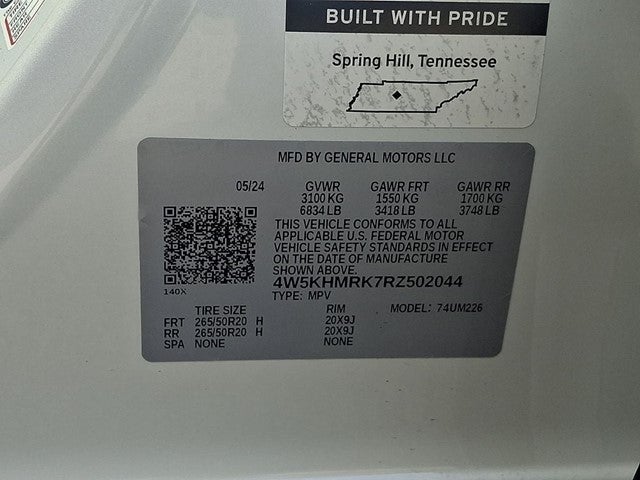 BUILT WITH PRIDE
Spring Hill, Tennessee
MFD BY GENERAL MOTORS LLC
05/24 GVWR GAWR FRT GAWR RR
3100 KG 1550 KG 1700 KG
6834 LB 3418 LB 3748 LB
THIS VEHICLE CONFORMS TO ALL
APPLICABLE U.S. FEDERAL MOTOR
VEHICLE SAFETY STANDARDS IN EFFECT
ON THE DATE OF MANUFACTURE
SHOWN ABOVE.
4W5KHMRK7RZ502044
140X
TYPE: MPV
TIRE SIZE RIM MODEL: 74UM226
FRT 265/50R20 H 20X9J
RR 265/50R20 H 20X9J
SPA NONE NONE